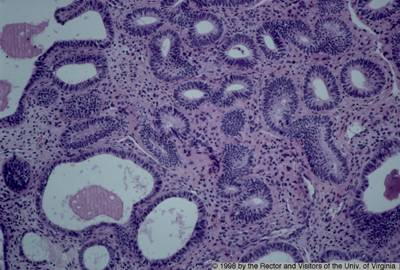 © 1998 by the Rector and Visitors of the Univ. of Virginia